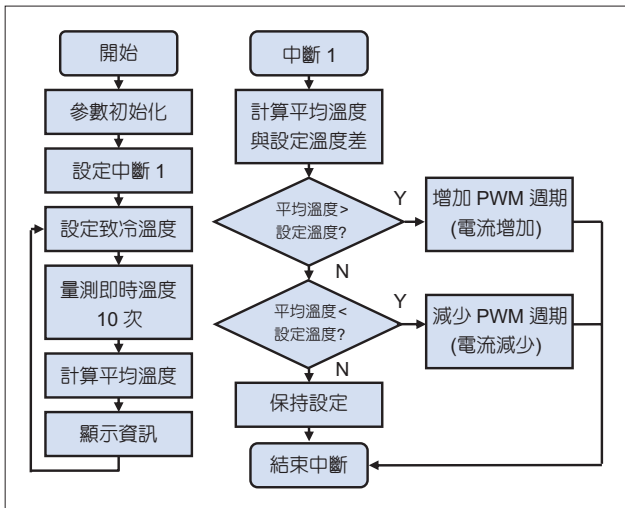 開始
參數初始化
設定中斷 1
設定致冷溫度
量測即時溫度
10 次
計算平均溫度
顯示資訊
中斷 1
計算平均溫度
與設定溫度差
平均溫度>
設定溫度?
Y
增加 PWM 週期
(電流增加)
N
平均溫度<
設定溫度?
Y
減少 PWM 週期
(電流減少)
N
保持設定
結束中斷